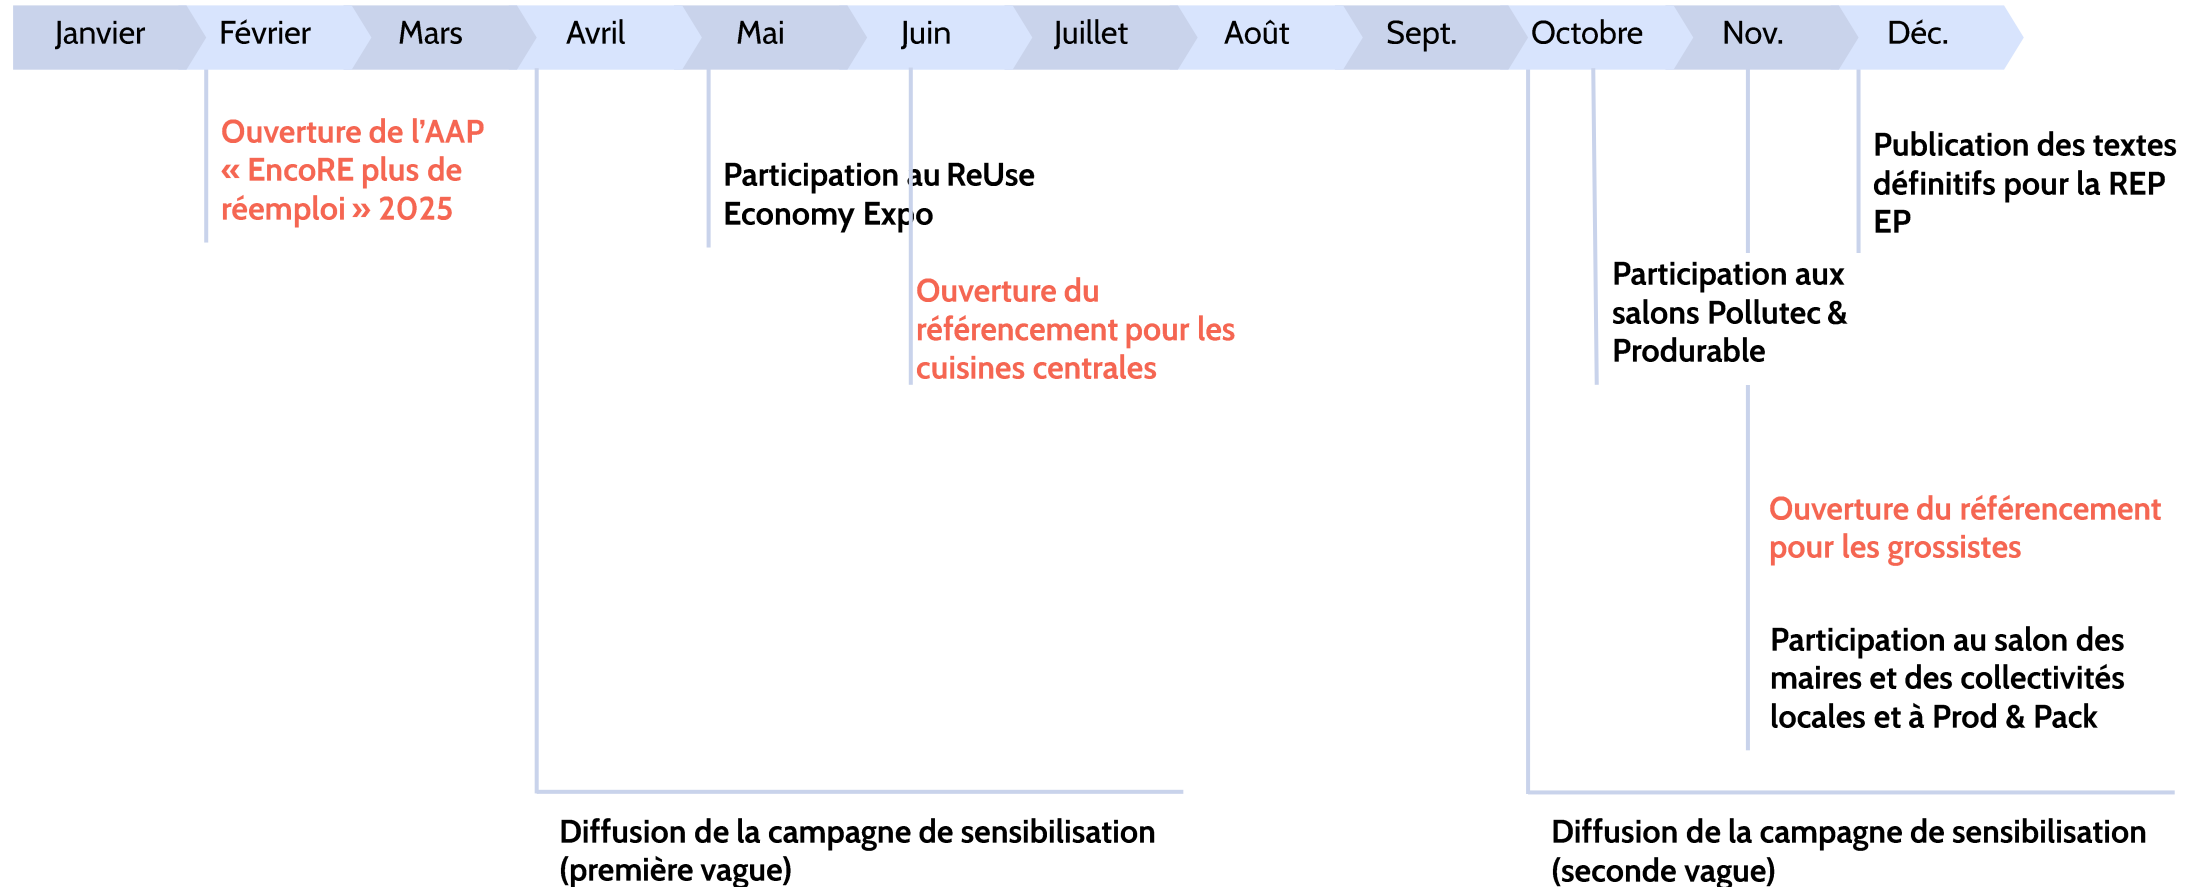 Janvier Février Mars Avril Mai Juin Juillet Août Sept. Octobre Nov. Déc.
Ouverture de l’AAP
« EncoRE plus de
réemploi » 2025
Participation au ReUse
Economy Expo
Ouverture du
référencement pour les
cuisines centrales
Participation aux
salons Pollutec &
Produrable
Publication des textes
définitifs pour la REP
EP
Ouverture du référencement
pour les grossistes
Participation au salon des
maires et des collectivités
locales et à Prod & Pack
Diffusion de la campagne de sensibilisation
(première vague)
Diffusion de la campagne de sensibilisation
(seconde vague)